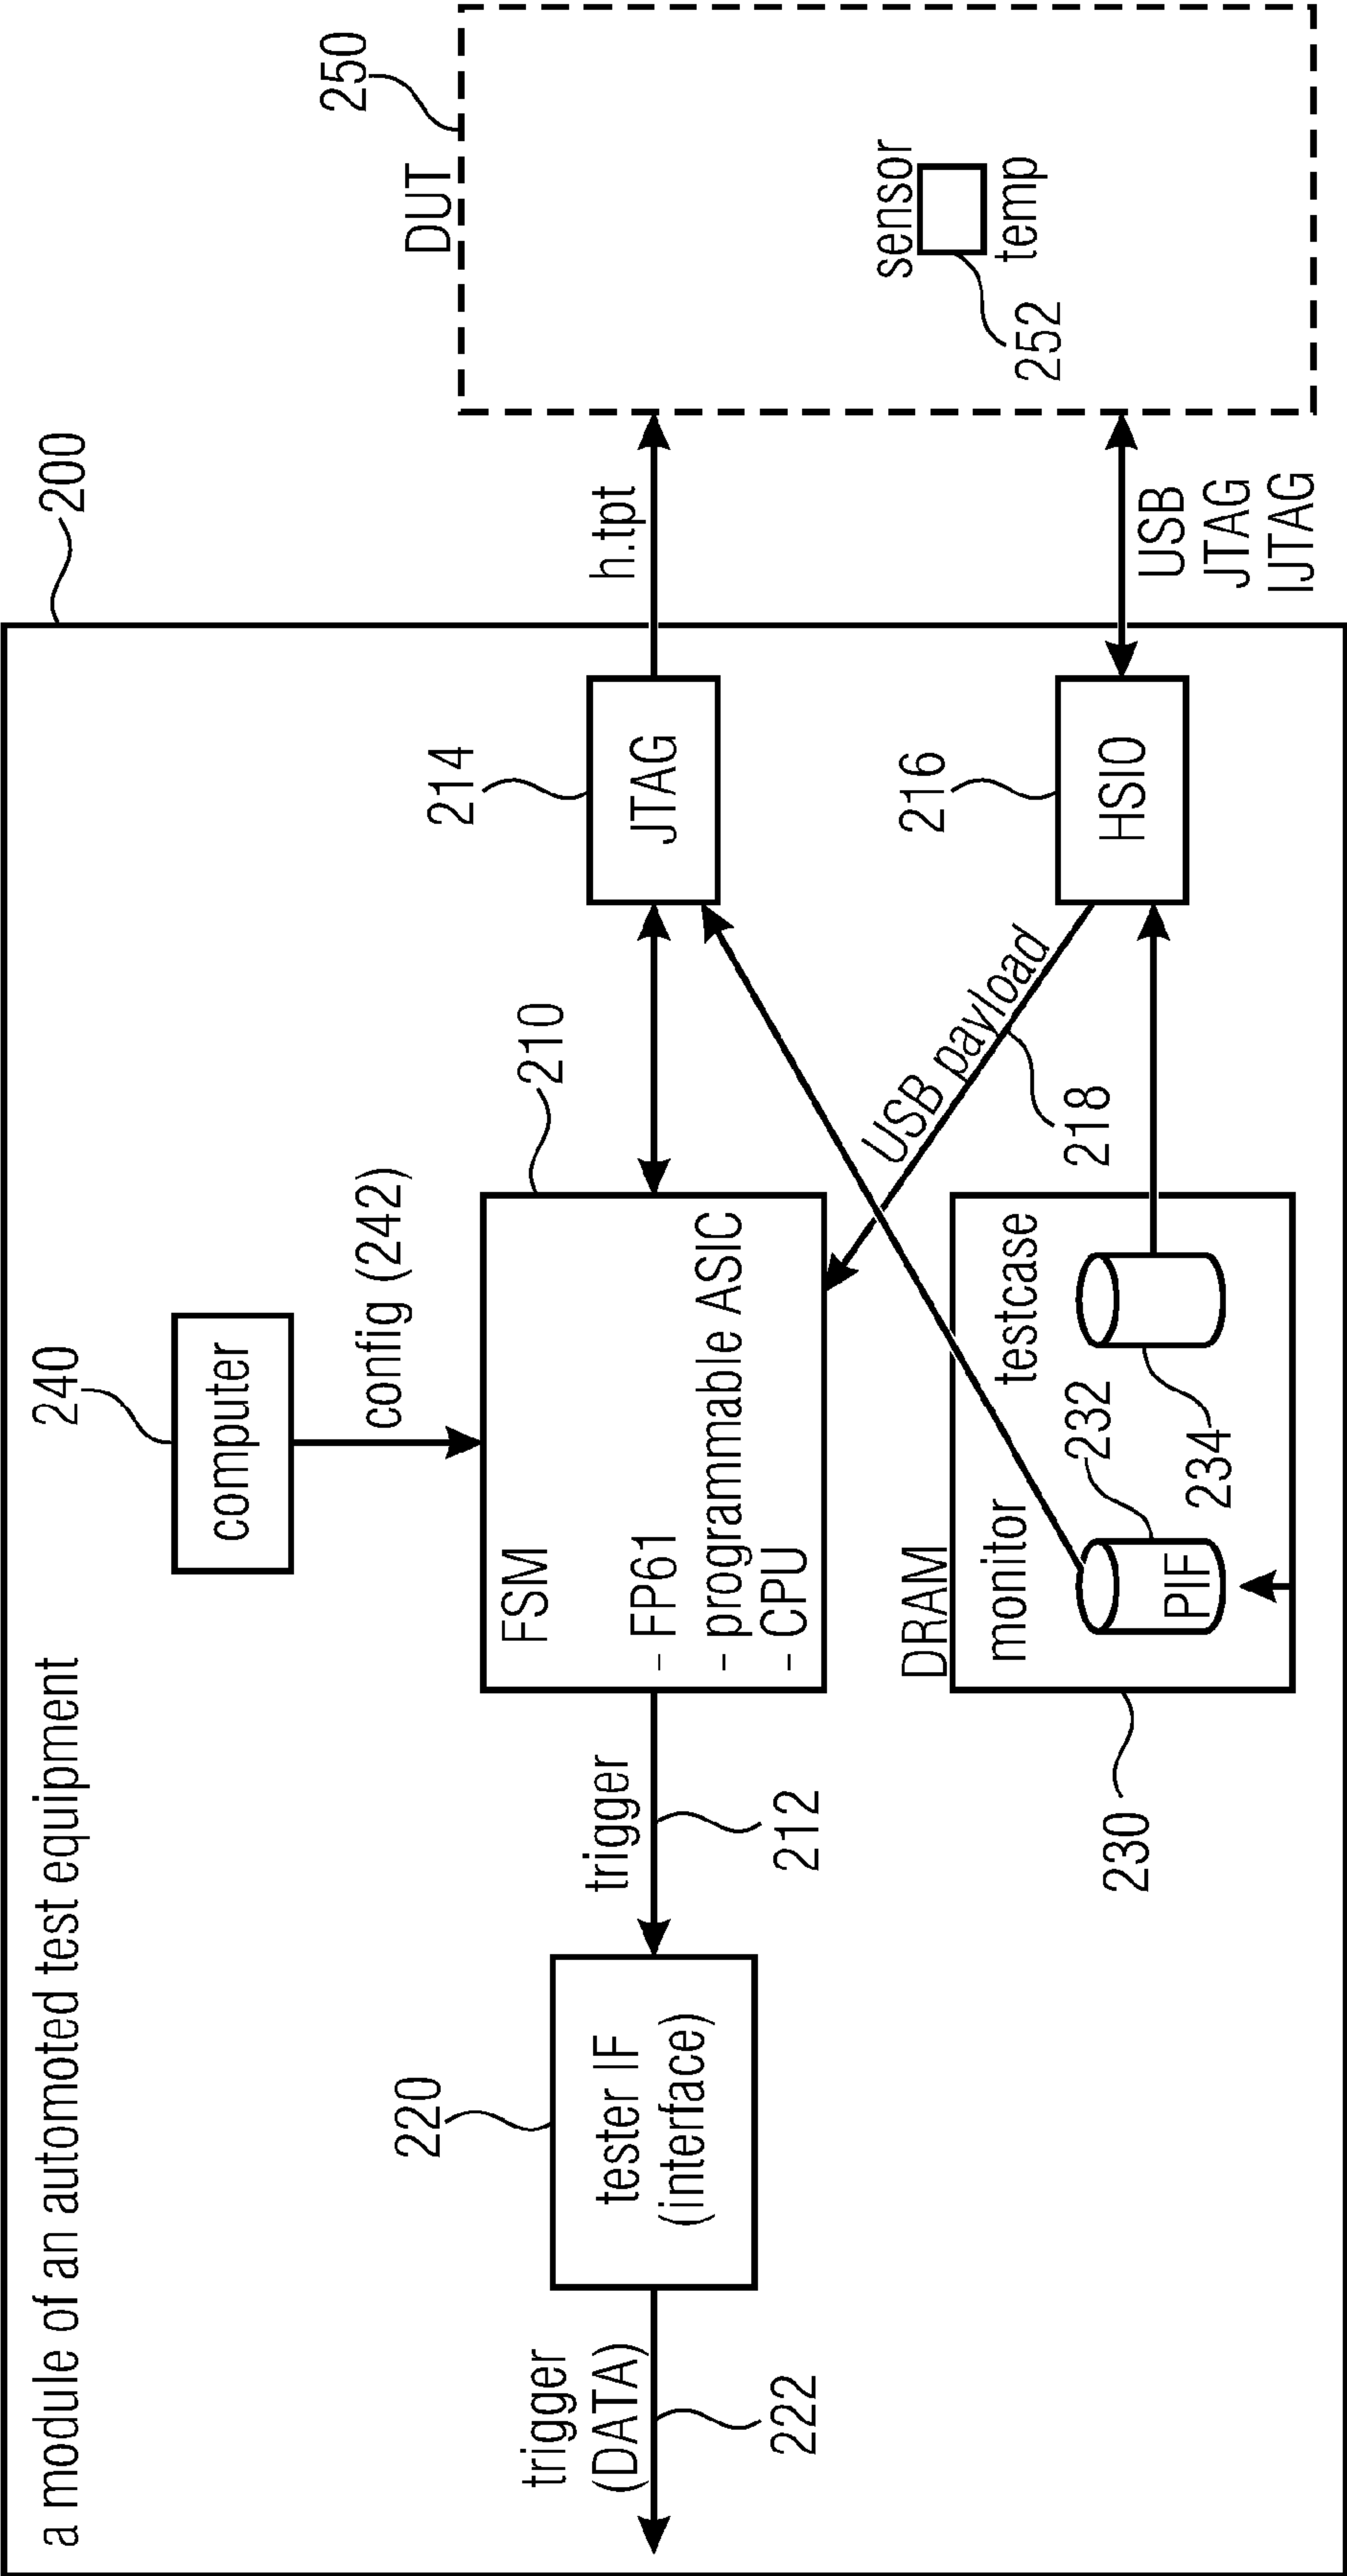 a module of an automoted test equipment
200
240
computer
config (242)
210
FSM
– FP61
- programmable ASIC
- CPU
trigger
212
220
tester IF
(interface)
trigger
(DATA)
222
214
JTAG
h.tpt
DUT
250
sensor
temp
252
216
HSIO
USB
JTAG
IJTAG
USB payload
218
DRAM
monitor
testcase
232
PIF
234
230